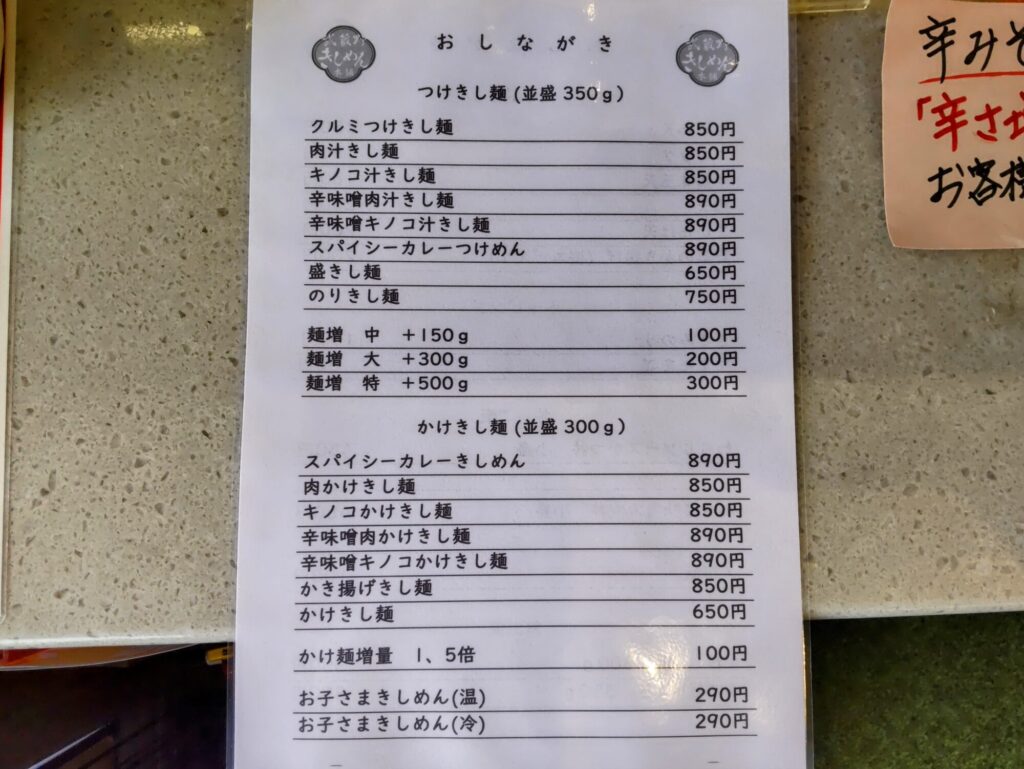 おしながき
きしめん
きしめん
つけきし麺 (並盛 350g)
クルミつけきし麺 850円
肉汁きし麺 850円
キノコ汁きし麺 850円
辛味噌肉汁きし麺 890円
辛味噌キノコ汁きし麺 890円
スパイシーカレーつけめん 890円
盛きし麺 650円
のりきし麺 750円
麺増 中 +150g 100円
麺増 大 +300g 200円
麺増 特 +500g 300円
かけきし麺 (並盛 300g)
スパイシーカレーきしめん 890円
肉かけきし麺 850円
キノコかけきし麺 850円
辛味噌肉かけきし麺 890円
辛味噌キノコかけきし麺 890円
かき揚げきし麺 850円
かけきし麺 650円
かけ麺増量 1、5倍 100円
お子さまきしめん(温) 290円
お子さまきしめん(冷) 290円
辛みそ
「辛さ増
お客様